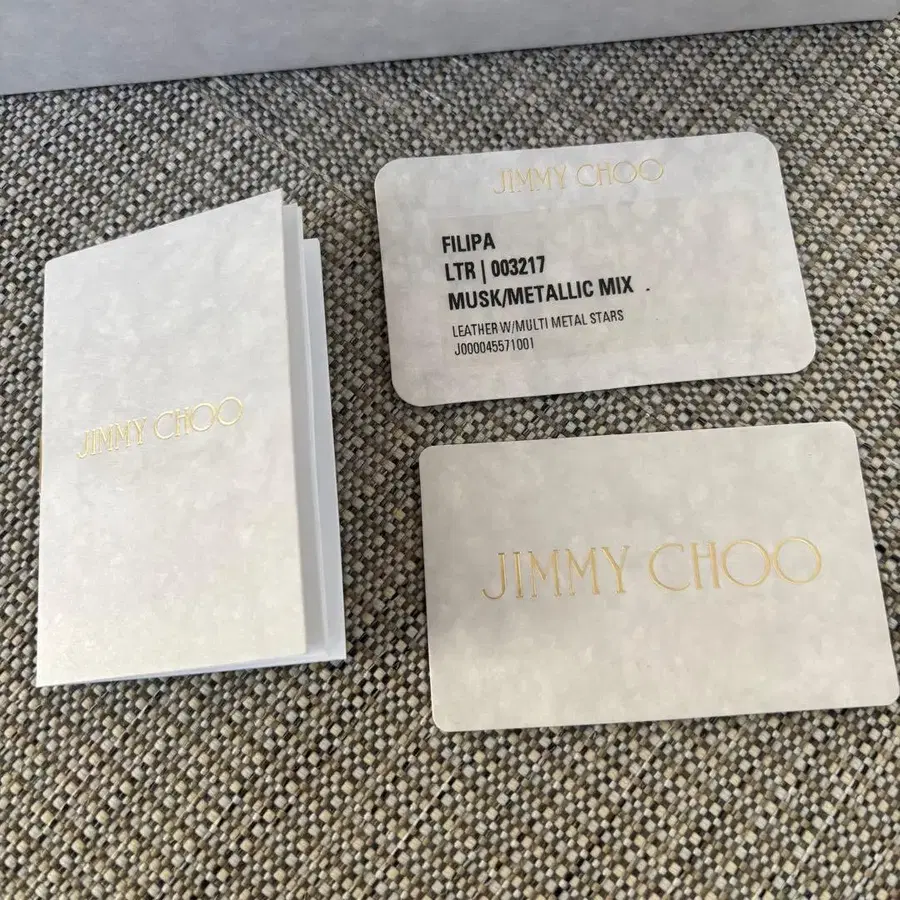 JIMMY CHOO
JIMMY CHOO
FILIPA
LTR | 003217
MUSK/METALLIC MIX .
LEATHER W/MULTI METAL STARS
J000045571001
JIMMY CHOO